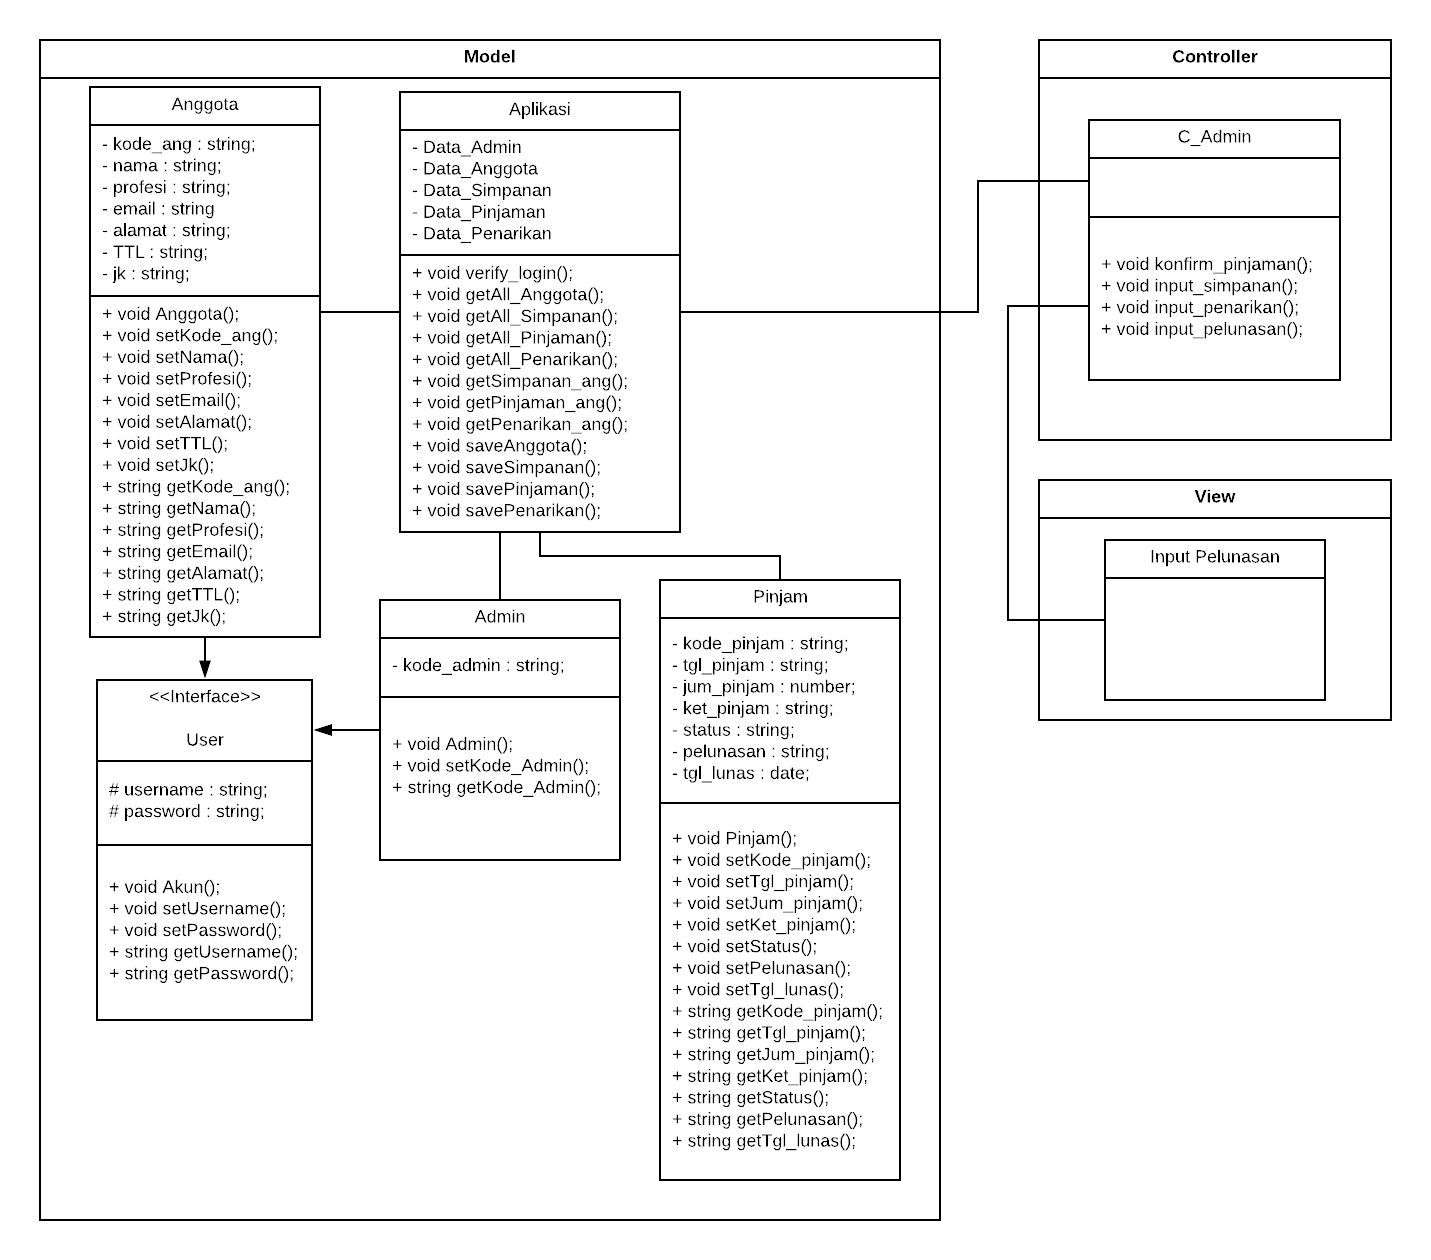 Model
Anggota
- kode_ang : string;
- nama : string;
- profesi : string;
- email : string
- alamat : string;
- TTL : string;
- jk : string;
+ void Anggota();
+ void setKode_ang();
+ void setNama();
+ void setProfesi();
+ void setEmail();
+ void setAlamat();
+ void setTTL();
+ void setJk();
+ string getKode_ang();
+ string getNama();
+ string getProfesi();
+ string getEmail();
+ string getAlamat();
+ string getTTL();
+ string getJk();
Aplikasi
- Data_Admin
- Data_Anggota
- Data_Simpanan
- Data_Pinjaman
- Data_Penarikan
+ void verify_login();
+ void getAll_Anggota();
+ void getAll_Simpanan();
+ void getAll_Pinjaman();
+ void getAll_Penarikan();
+ void getSimpanan_ang();
+ void getPinjaman_ang();
+ void getPenarikan_ang();
+ void saveAnggota();
+ void saveSimpanan();
+ void savePinjaman();
+ void savePenarikan();
<<Interface>>
User
# username : string;
# password : string;
+ void Akun();
+ void setUsername();
+ void setPassword();
+ string getUsername();
+ string getPassword();
Admin
- kode_admin : string;
+ void Admin();
+ void setKode_Admin();
+ string getKode_Admin();
Pinjam
- kode_pinjam : string;
- tgl_pinjam : string;
- jum_pinjam : number;
- ket_pinjam : string;
- status : string;
- pelunasan : string;
- tgl_lunas : date;
+ void Pinjam();
+ void setKode_pinjam();
+ void setTgl_pinjam();
+ void setJum_pinjam();
+ void setKet_pinjam();
+ void setStatus();
+ void setPelunasan();
+ void setTgl_lunas();
+ string getKode_pinjam();
+ string getTgl_pinjam();
+ string getJum_pinjam();
+ string getKet_pinjam();
+ string getStatus();
+ string getPelunasan();
+ string getTgl_lunas();
Controller
C_Admin
+ void konfirm_pinjaman();
+ void input_simpanan();
+ void input_penarikan();
+ void input_pelunasan();
View
Input Pelunasan